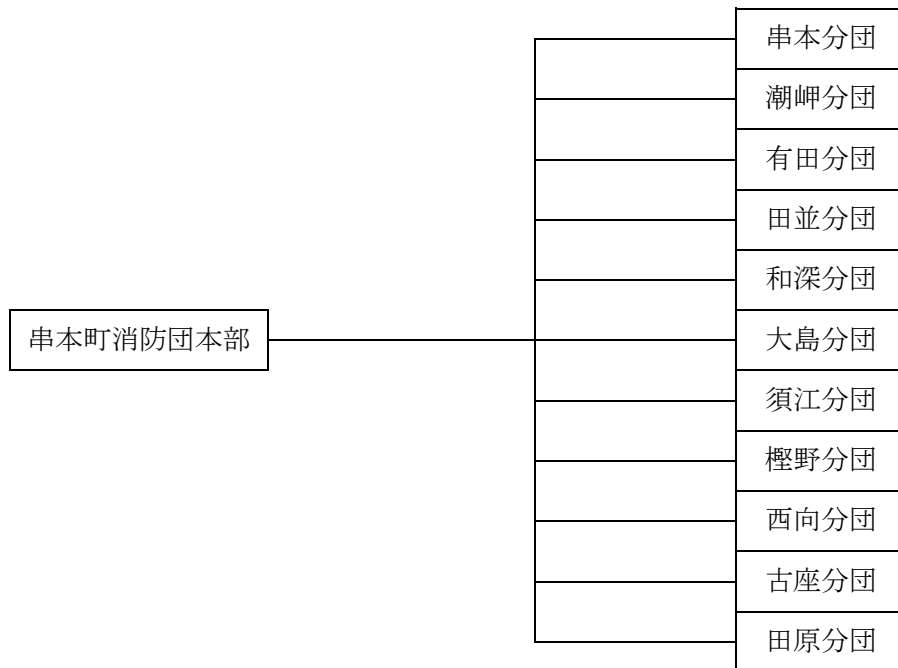 串本分団
潮岬分団
有田分団
田並分団
和深分団
串本町消防団本部
大島分団
須江分団
樫野分団
西向分団
古座分団
田原分団